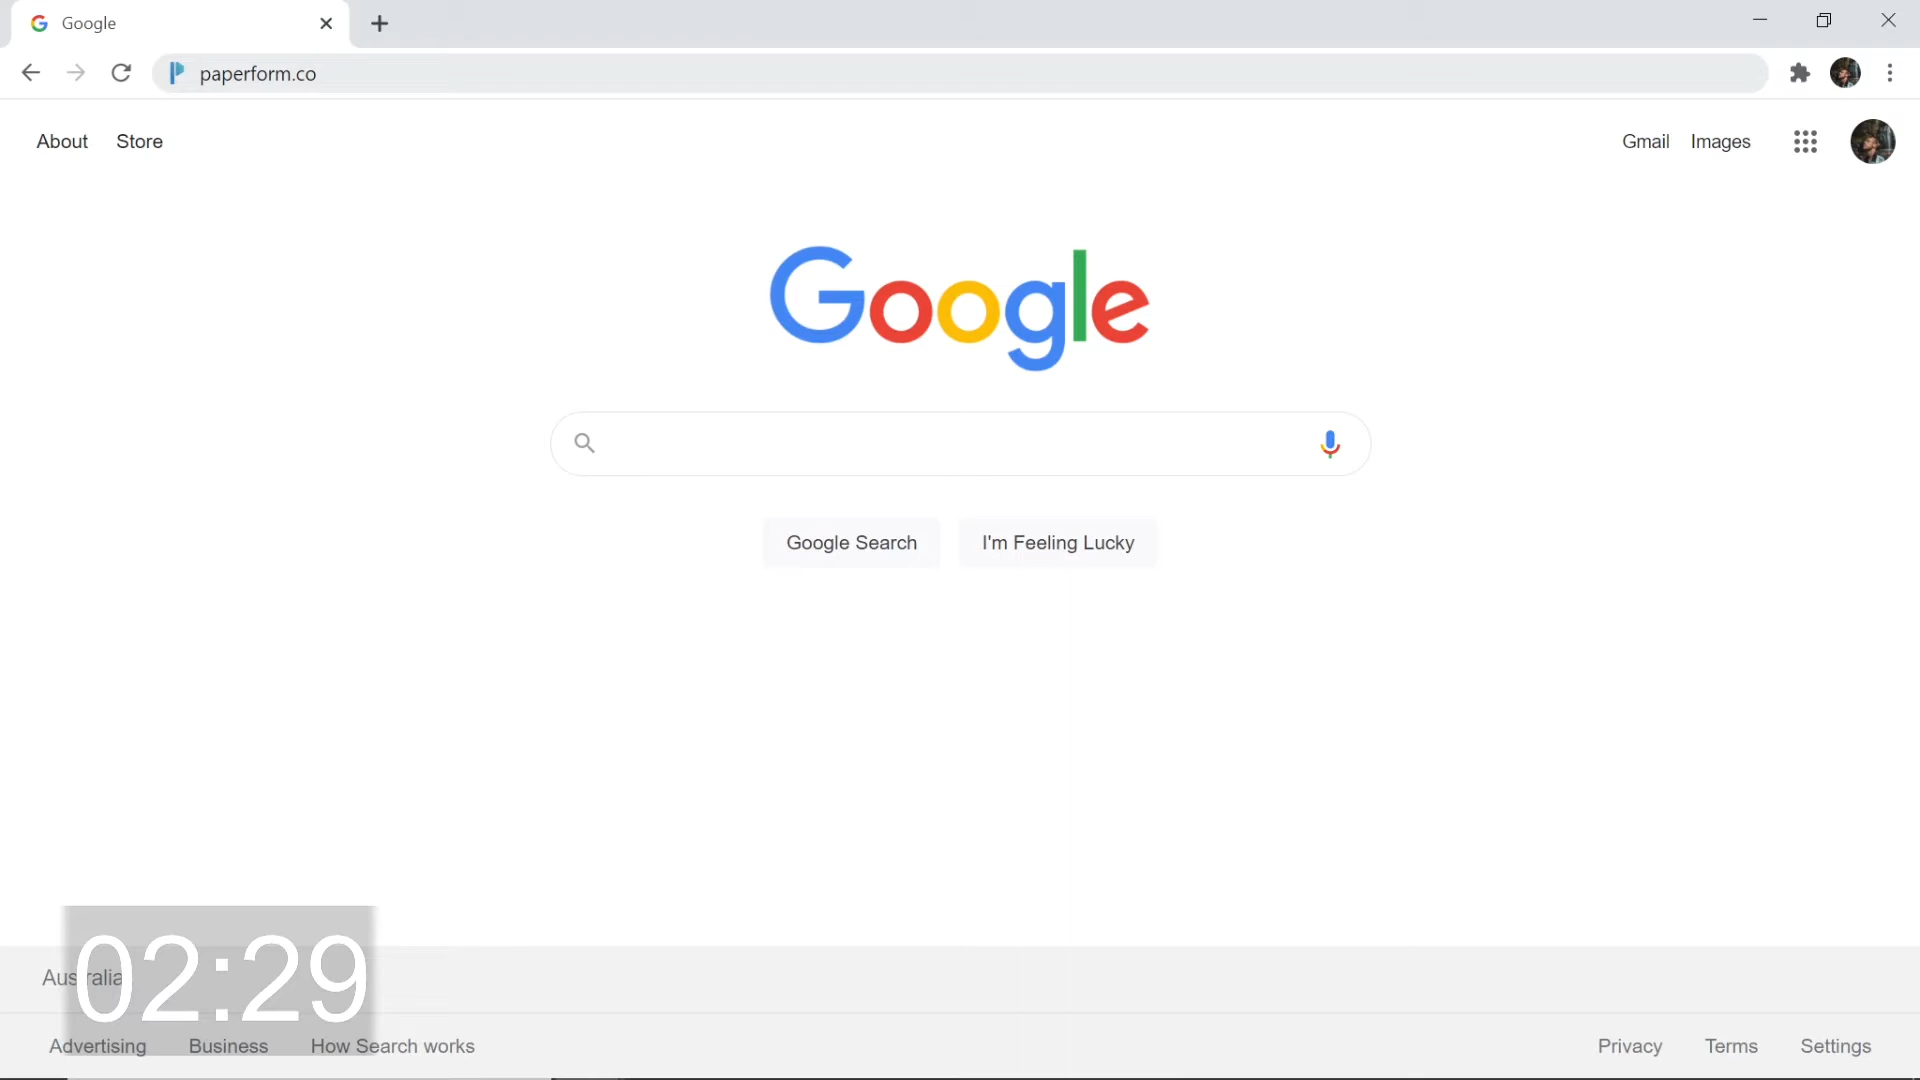 Google
paperform.co
About Store
Gmail Images
Google
Google Search I'm Feeling Lucky
Australia
02:29
Advertising Business How Search works
Privacy Terms Settings